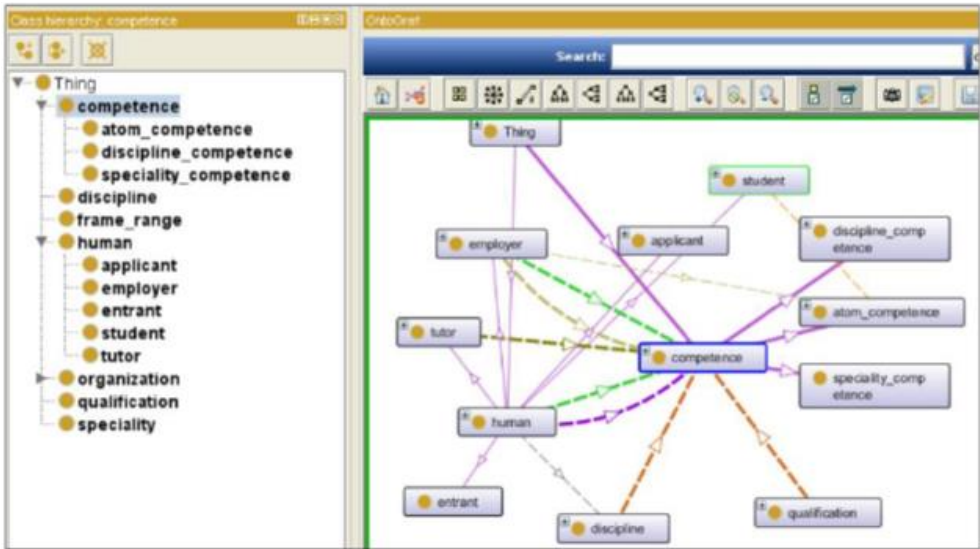 Class hierarchy: competence
Thing
competence
atom_competence
discipline_competence
speciality_competence
discipline
frame_range
human
applicant
employer
entrant
student
tutor
organization
qualification
speciality
OntoGraf
Search:
Thing
student
employer
applicant
discipline_comp
etence
tutor
atom_competence
competence
speciality_comp
etence
human
entrant
discipline
qualification